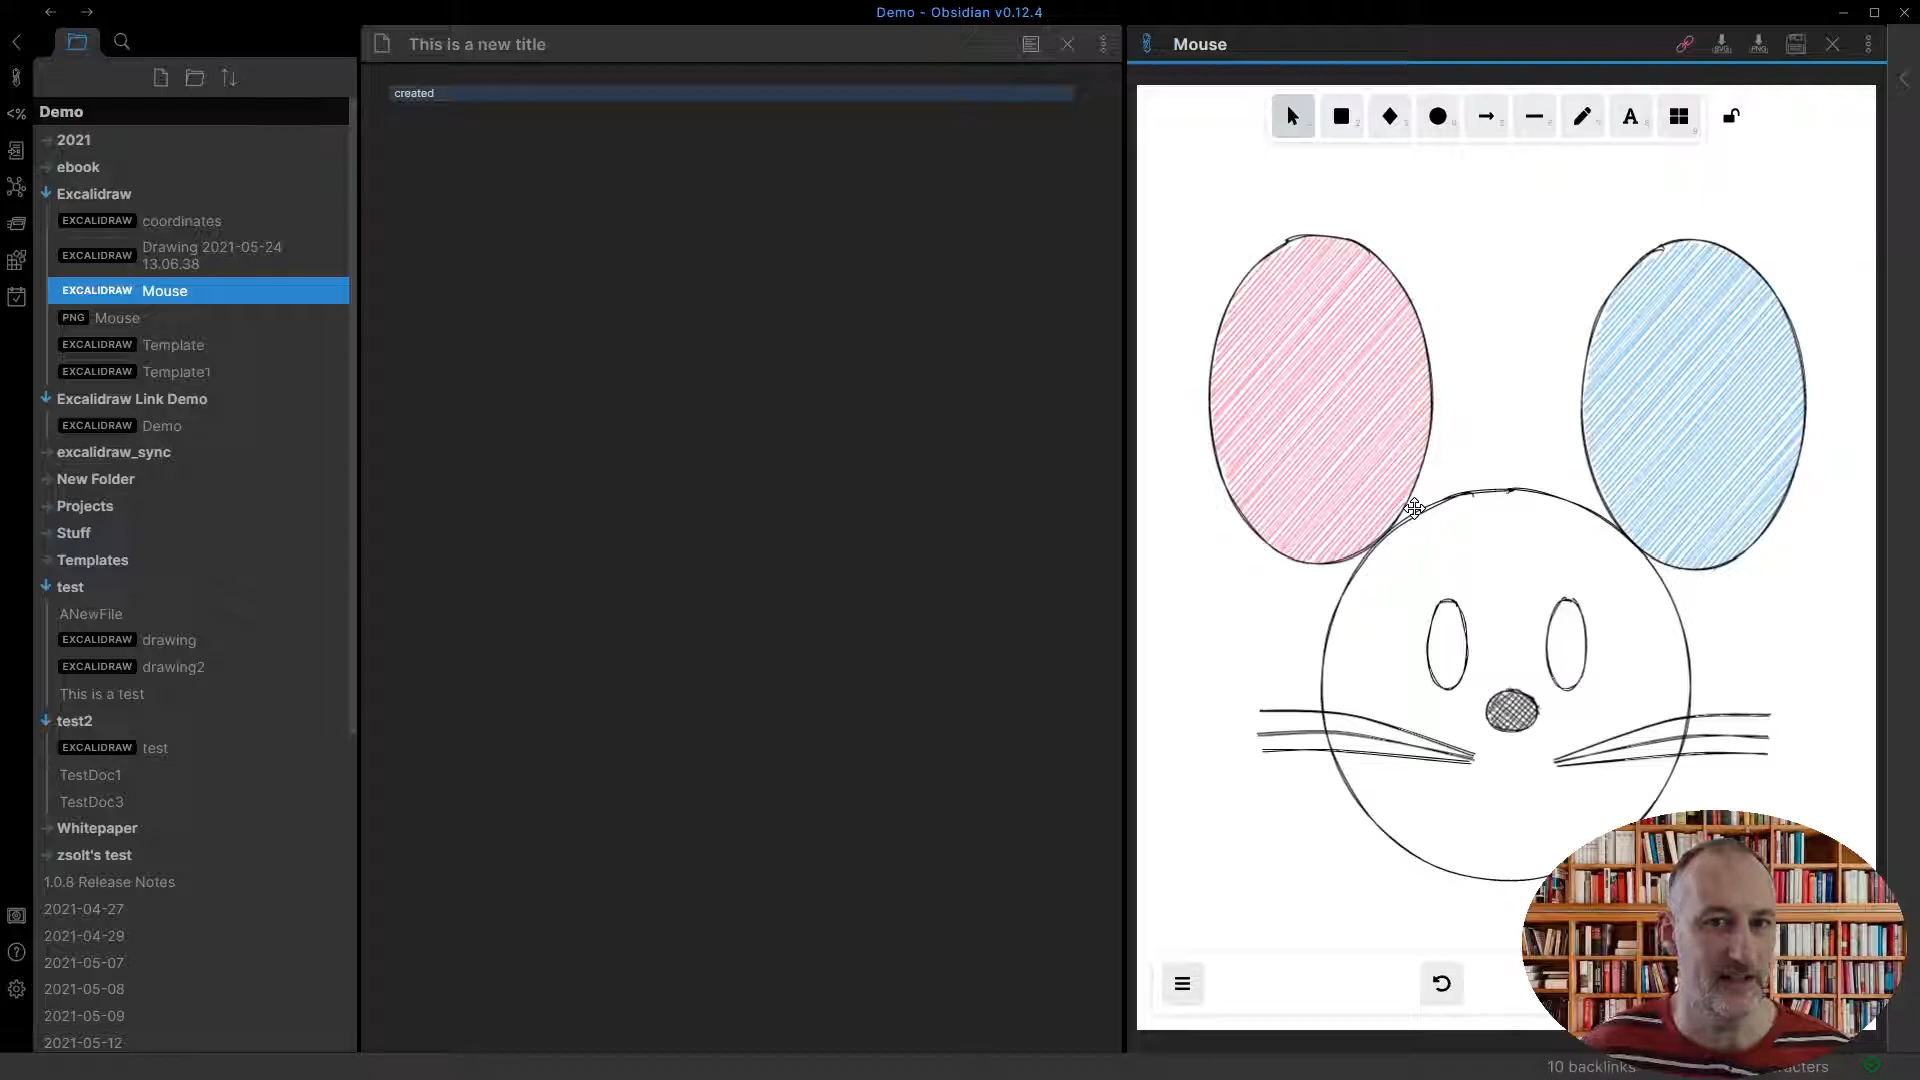 Demo - Obsidian v0.12.4
This is a new title
Mouse
SVG
PNG
created
Demo
2021
ebook
Excalidraw
EXCALIDRAW coordinates
EXCALIDRAW Drawing 2021-05-24
13.06.38
EXCALIDRAW Mouse
PNG Mouse
EXCALIDRAW Template
EXCALIDRAW Template1
Excalidraw Link Demo
EXCALIDRAW Demo
excalidraw_sync
New Folder
Projects
Stuff
Templates
test
ANewFile
EXCALIDRAW drawing
EXCALIDRAW drawing2
This is a test
test2
EXCALIDRAW test
TestDoc1
TestDoc3
Whitepaper
zsolt's test
1.0.8 Release Notes
2021-04-27
2021-04-29
2021-05-07
2021-05-08
2021-05-09
2021-05-12
10 backlinks